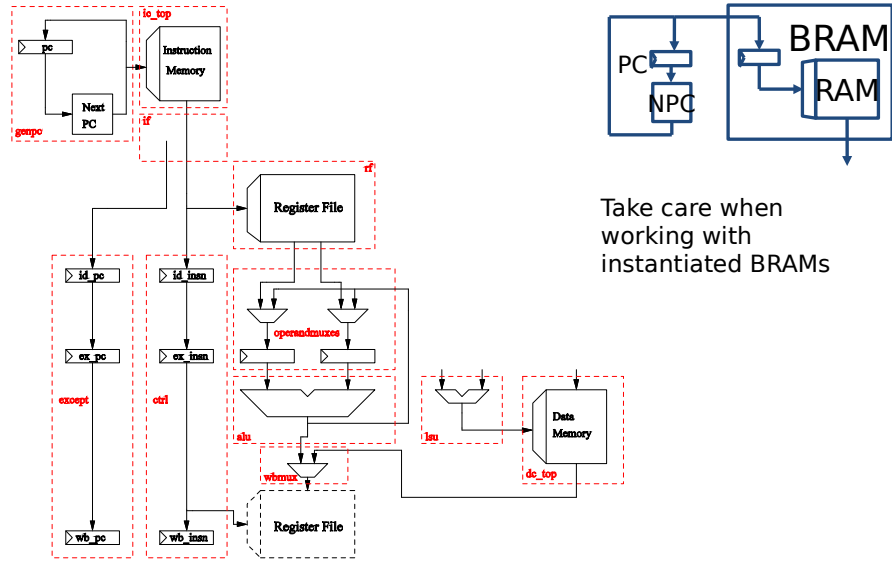 ic_top
pc
Instruction
Memory
Next
PC
genpc
if
rf
Register File
id_pc
id_insn
operandmuxes
ex_pc
ex_insn
except
ctrl
alu
lsu
Data
Memory
dc_top
wbmux
Register File
wb_pc
wb_insn
BRAM
PC
NPC
RAM
Take care when
working with
instantiated BRAMs